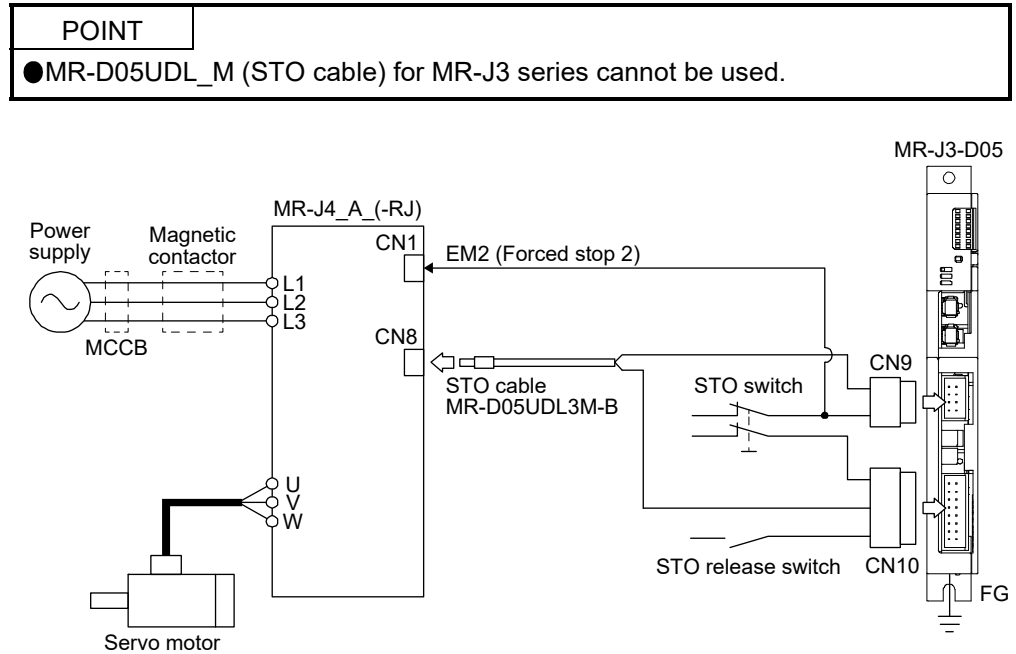 POINT
●MR-D05UDL_M (STO cable) for MR-J3 series cannot be used.
MR-J3-D05
MR-J4_A_(-RJ)
Power
supply
Magnetic
contactor
CN1
EM2 (Forced stop 2)
L1
L2
L3
MCCB
CN8
STO cable
MR-D05UDL3M-B
STO switch
CN9
U
V
W
STO release switch
CN10
FG
Servo motor